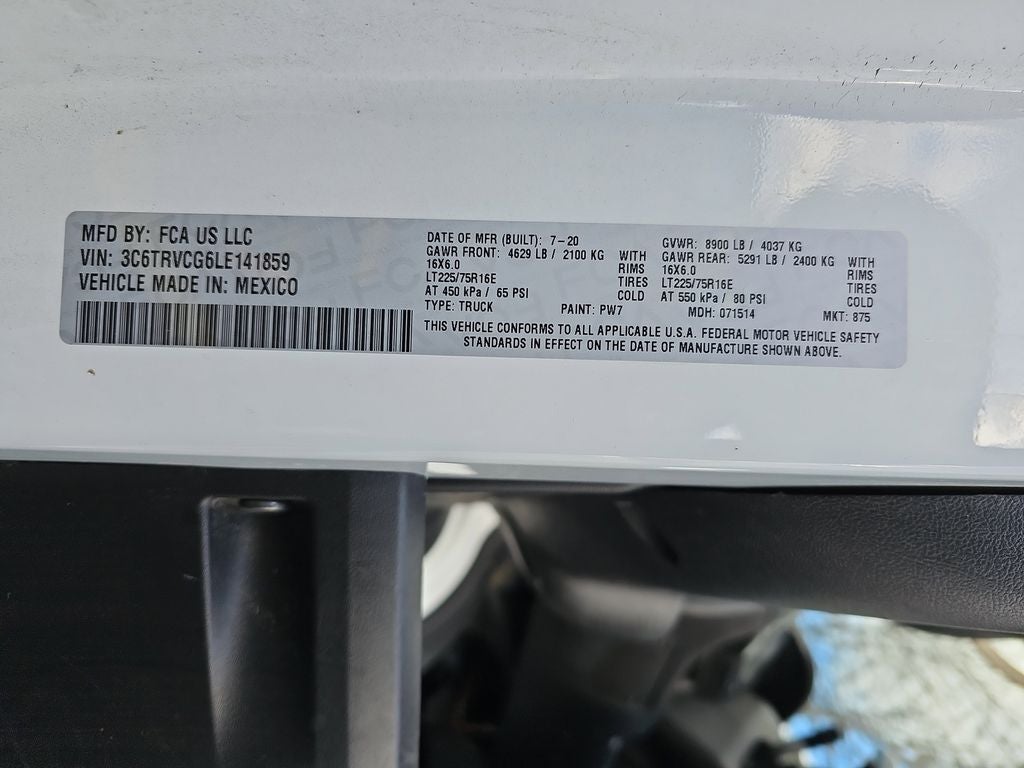 MFD BY: FCA US LLC
VIN: 3C6TRVCG6LE141859
VEHICLE MADE IN: MEXICO
DATE OF MFR (BUILT): 7-20
GAWR FRONT: 4629 LB / 2100 KG WITH
16X6.0 RIMS
LT225/75R16E TIRES
AT 450 kPa / 65 PSI COLD
TYPE: TRUCK PAINT: PW7
GVWR: 8900 LB / 4037 KG
GAWR REAR: 5291 LB / 2400 KG WITH
16X6.0 RIMS
LT225/75R16E TIRES
AT 550 kPa / 80 PSI COLD
MDH: 071514 MKT: 875
THIS VEHICLE CONFORMS TO ALL APPLICABLE U.S.A. FEDERAL MOTOR VEHICLE SAFETY
STANDARDS IN EFFECT ON THE DATE OF MANUFACTURE SHOWN ABOVE.